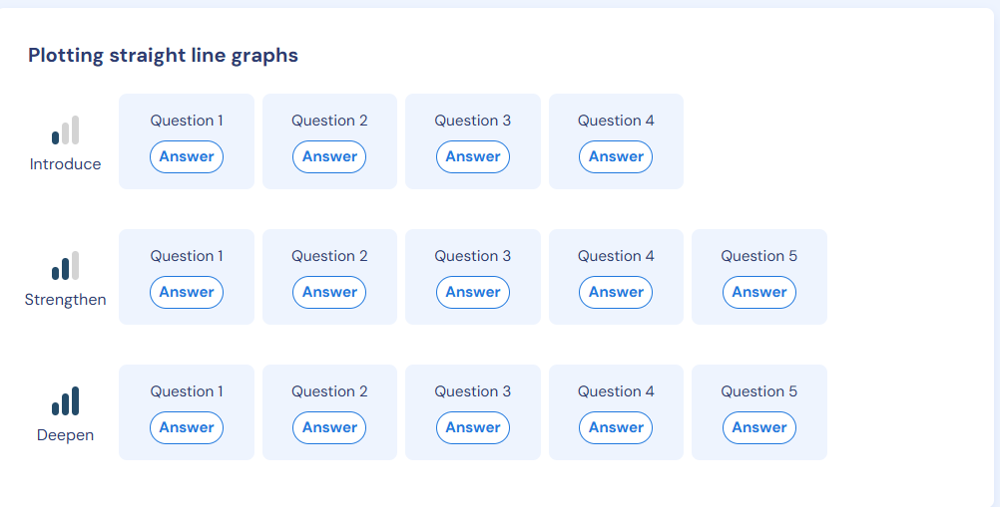 Plotting straight line graphs
Introduce
Question 1
Answer
Question 2
Answer
Question 3
Answer
Question 4
Answer
Strengthen
Question 1
Answer
Question 2
Answer
Question 3
Answer
Question 4
Answer
Question 5
Answer
Deepen
Question 1
Answer
Question 2
Answer
Question 3
Answer
Question 4
Answer
Question 5
Answer